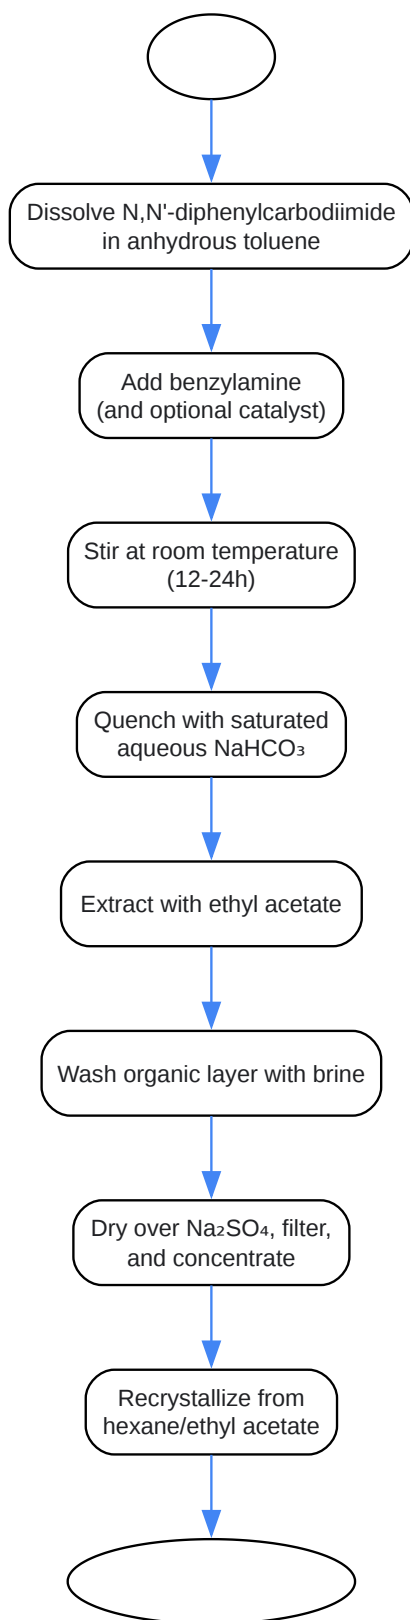 Dissolve N,N'-diphenylcarbodiimide
in anhydrous toluene
Add benzylamine
(and optional catalyst)
Stir at room temperature
(12-24h)
Quench with saturated
aqueous NaHCO₃
Extract with ethyl acetate
Wash organic layer with brine
Dry over Na₂SO₄, filter,
and concentrate
Recrystallize from
hexane/ethyl acetate